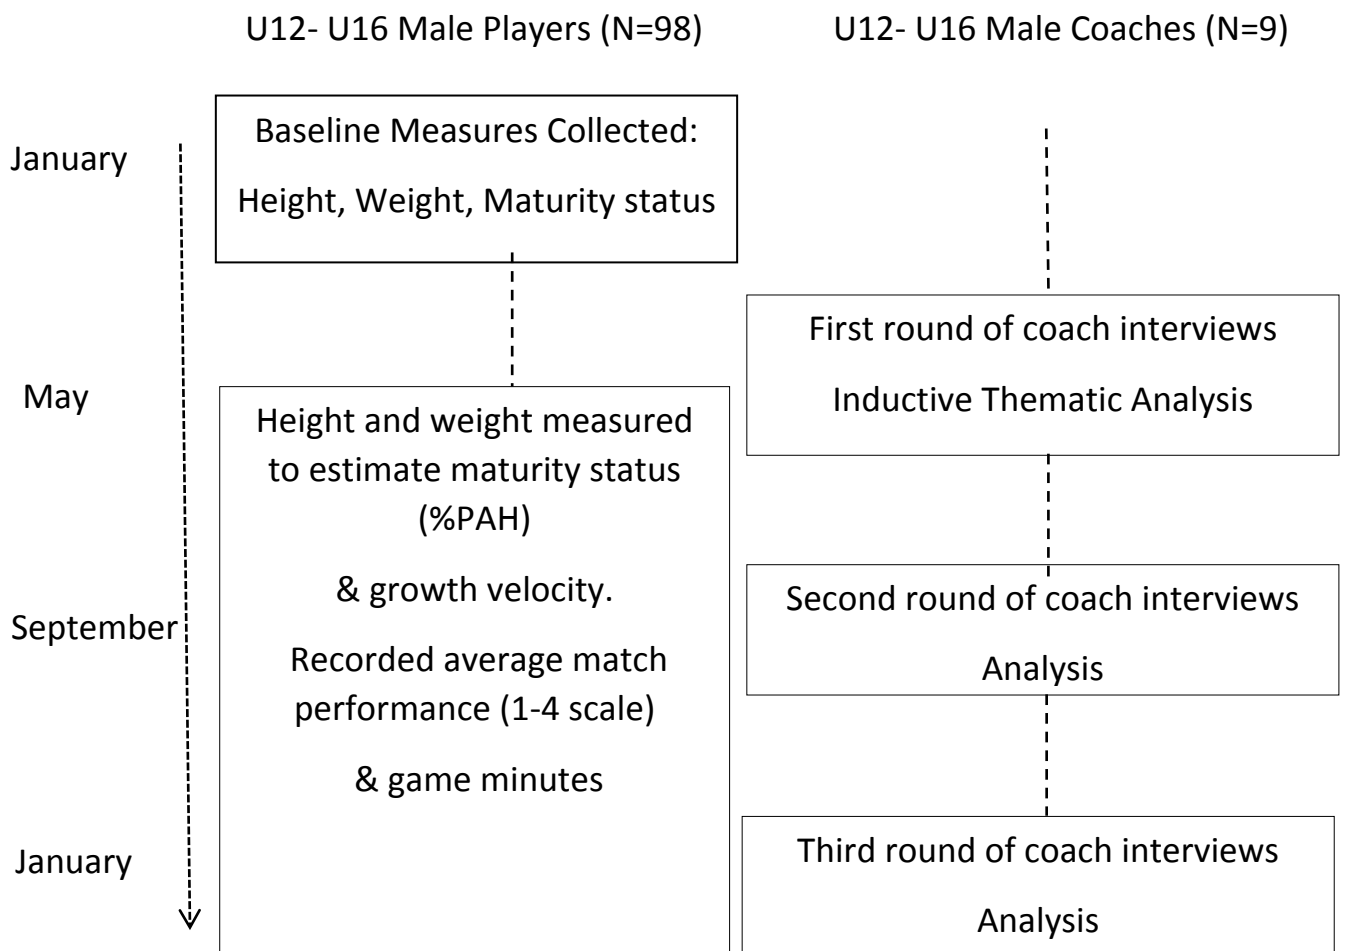 U12- U16 Male Players (N=98)
U12- U16 Male Coaches (N=9)
January
Baseline Measures Collected:
Height, Weight, Maturity status
First round of coach interviews
Inductive Thematic Analysis
May
Height and weight measured
to estimate maturity status
(%PAH)
& growth velocity.
Recorded average match
performance (1-4 scale)
& game minutes
September
Second round of coach interviews
Analysis
January
Third round of coach interviews
Analysis